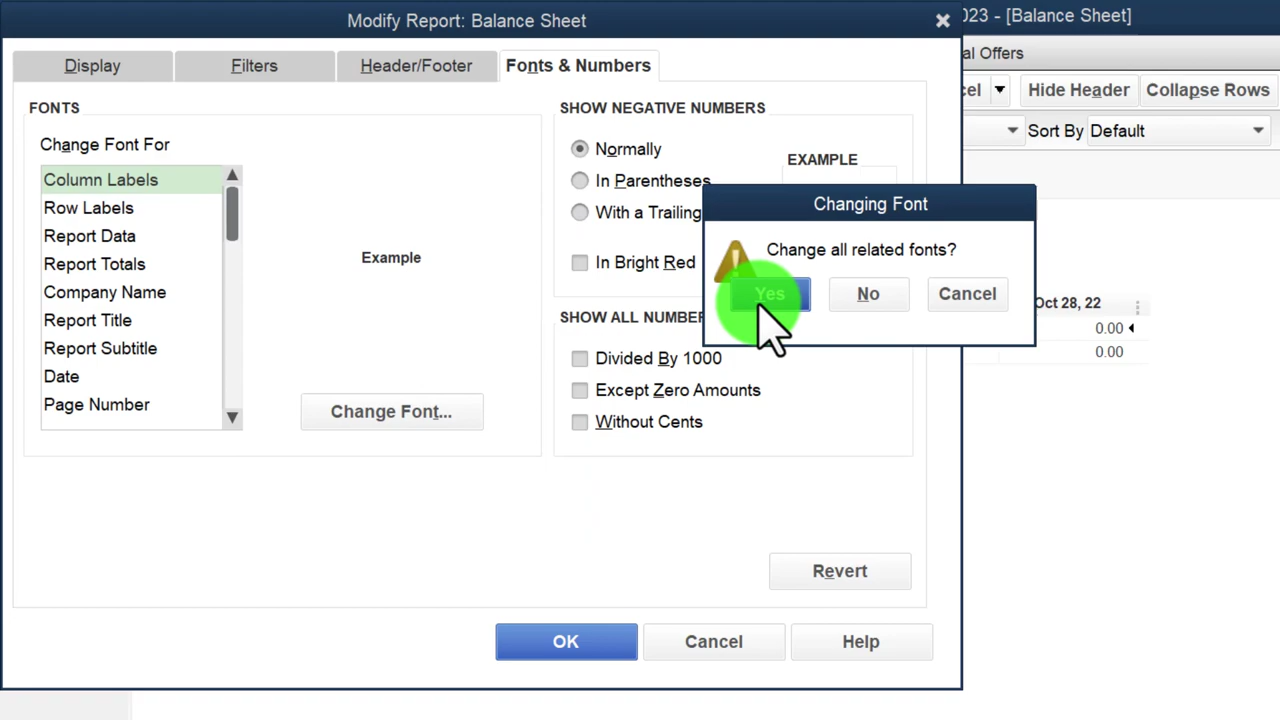 Modify Report: Balance Sheet
023 - [Balance Sheet]
Display
Filters
Header/Footer
Fonts & Numbers
al Offers
cel
Hide Header
Collapse Rows
Sort By
Default
FONTS
Change Font For
Column Labels
Row Labels
Report Data
Report Totals
Company Name
Report Title
Report Subtitle
Date
Page Number
Example
Change Font...
SHOW NEGATIVE NUMBERS
Normally
In Parentheses
With a Trailing
In Bright Red
EXAMPLE
Changing Font
Change all related fonts?
Yes
No
Cancel
Oct 28, 22
0.00
0.00
SHOW ALL NUMBER
Divided By 1000
Except Zero Amounts
Without Cents
Revert
OK
Cancel
Help